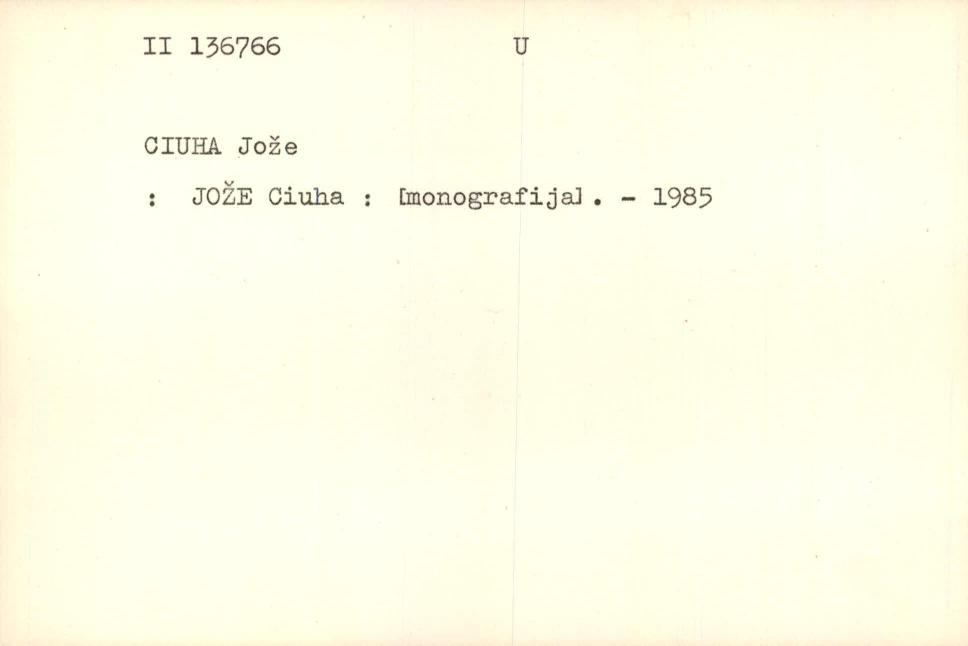 II 136766 U
CIUHA Jože
: JOŽE Ciuha : [monografija] . - 1985